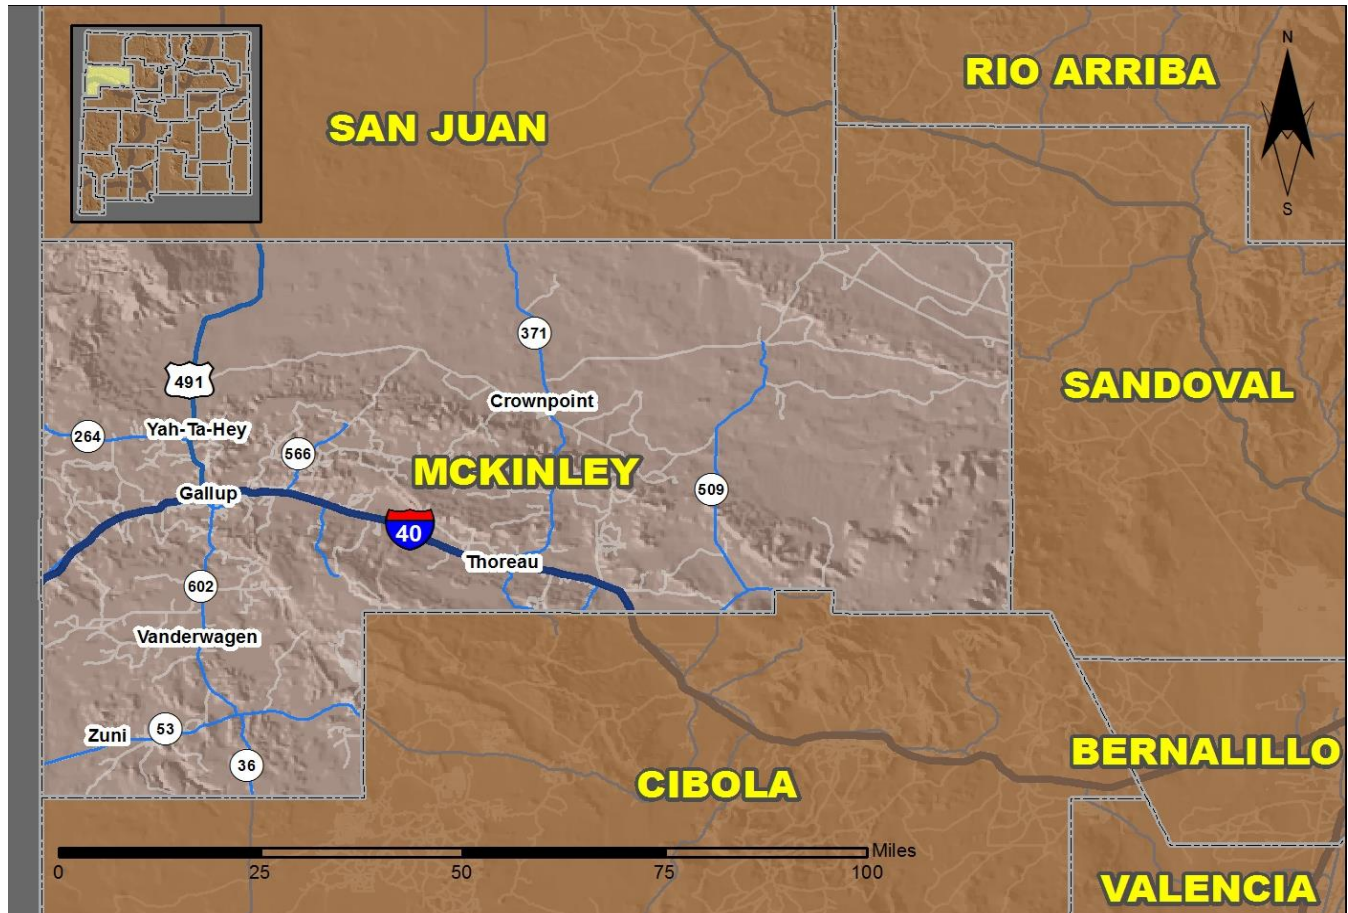 RIO ARRIBA
N
S
SAN JUAN
371
491
SANDOVAL
Crownpoint
Yah-Ta-Hey
264
566
MCKINLEY
509
Gallup
40
Thoreau
602
Vanderwagen
Zuni
53
36
BERNALILLO
CIBOLA
Miles
0 25 50 75 100
VALENCIA